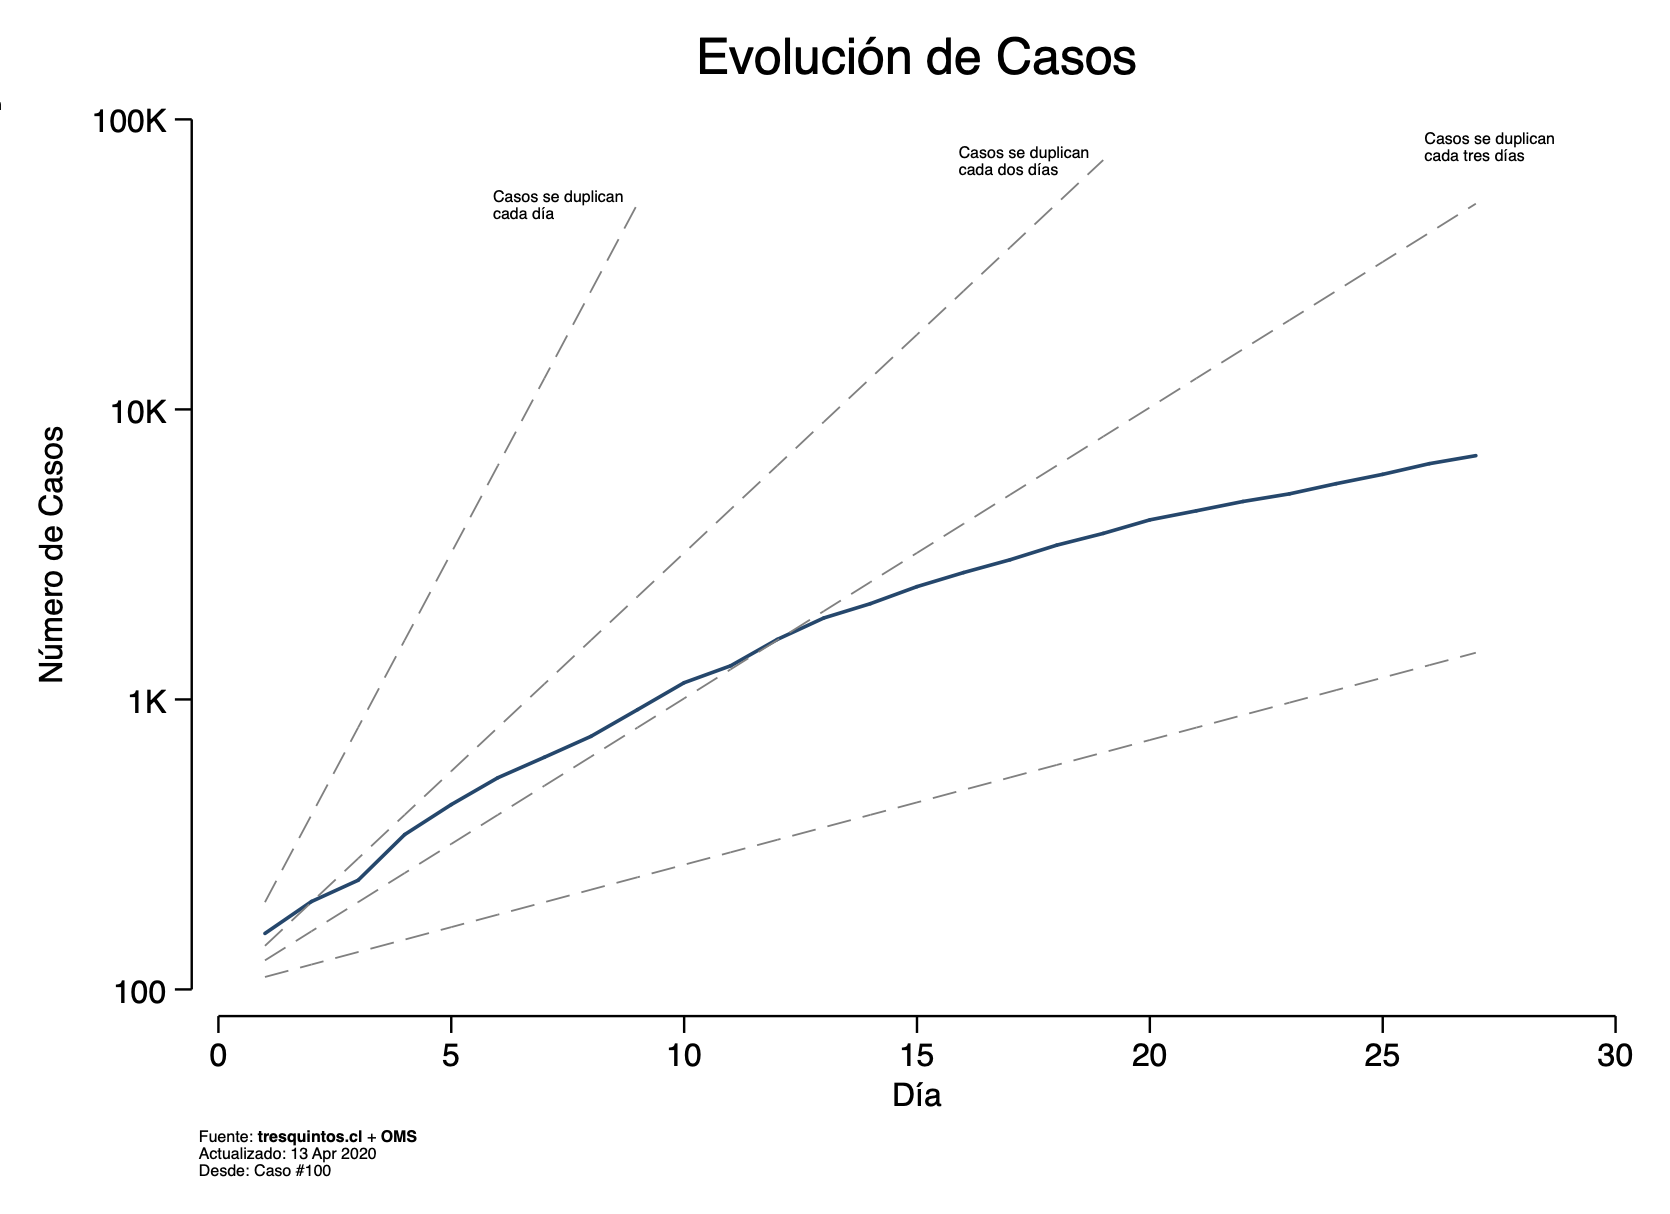 Evolución de Casos
100K
10K
1K
100
Número de Casos
Casos se duplican
cada día
Casos se duplican
cada dos días
Casos se duplican
cada tres días
0 5 10 15 20 25 30
Día
Fuente: tresquintos.cl + OMS
Actualizado: 13 Apr 2020
Desde: Caso #100